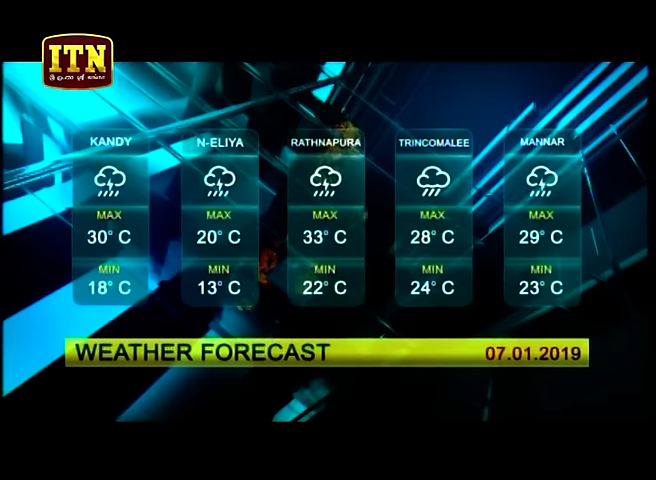 ITN
KANDY
N-ELIYA
RATHNAPURA
TRINCOMALEE
MANNAR
MAX
MAX
MAX
MAX
MAX
30° C
20° C
33° C
28° C
29° C
MIN
MIN
MIN
MIN
MIN
18° C
13° C
22° C
24° C
23° C
WEATHER FORECAST
07.01.2019